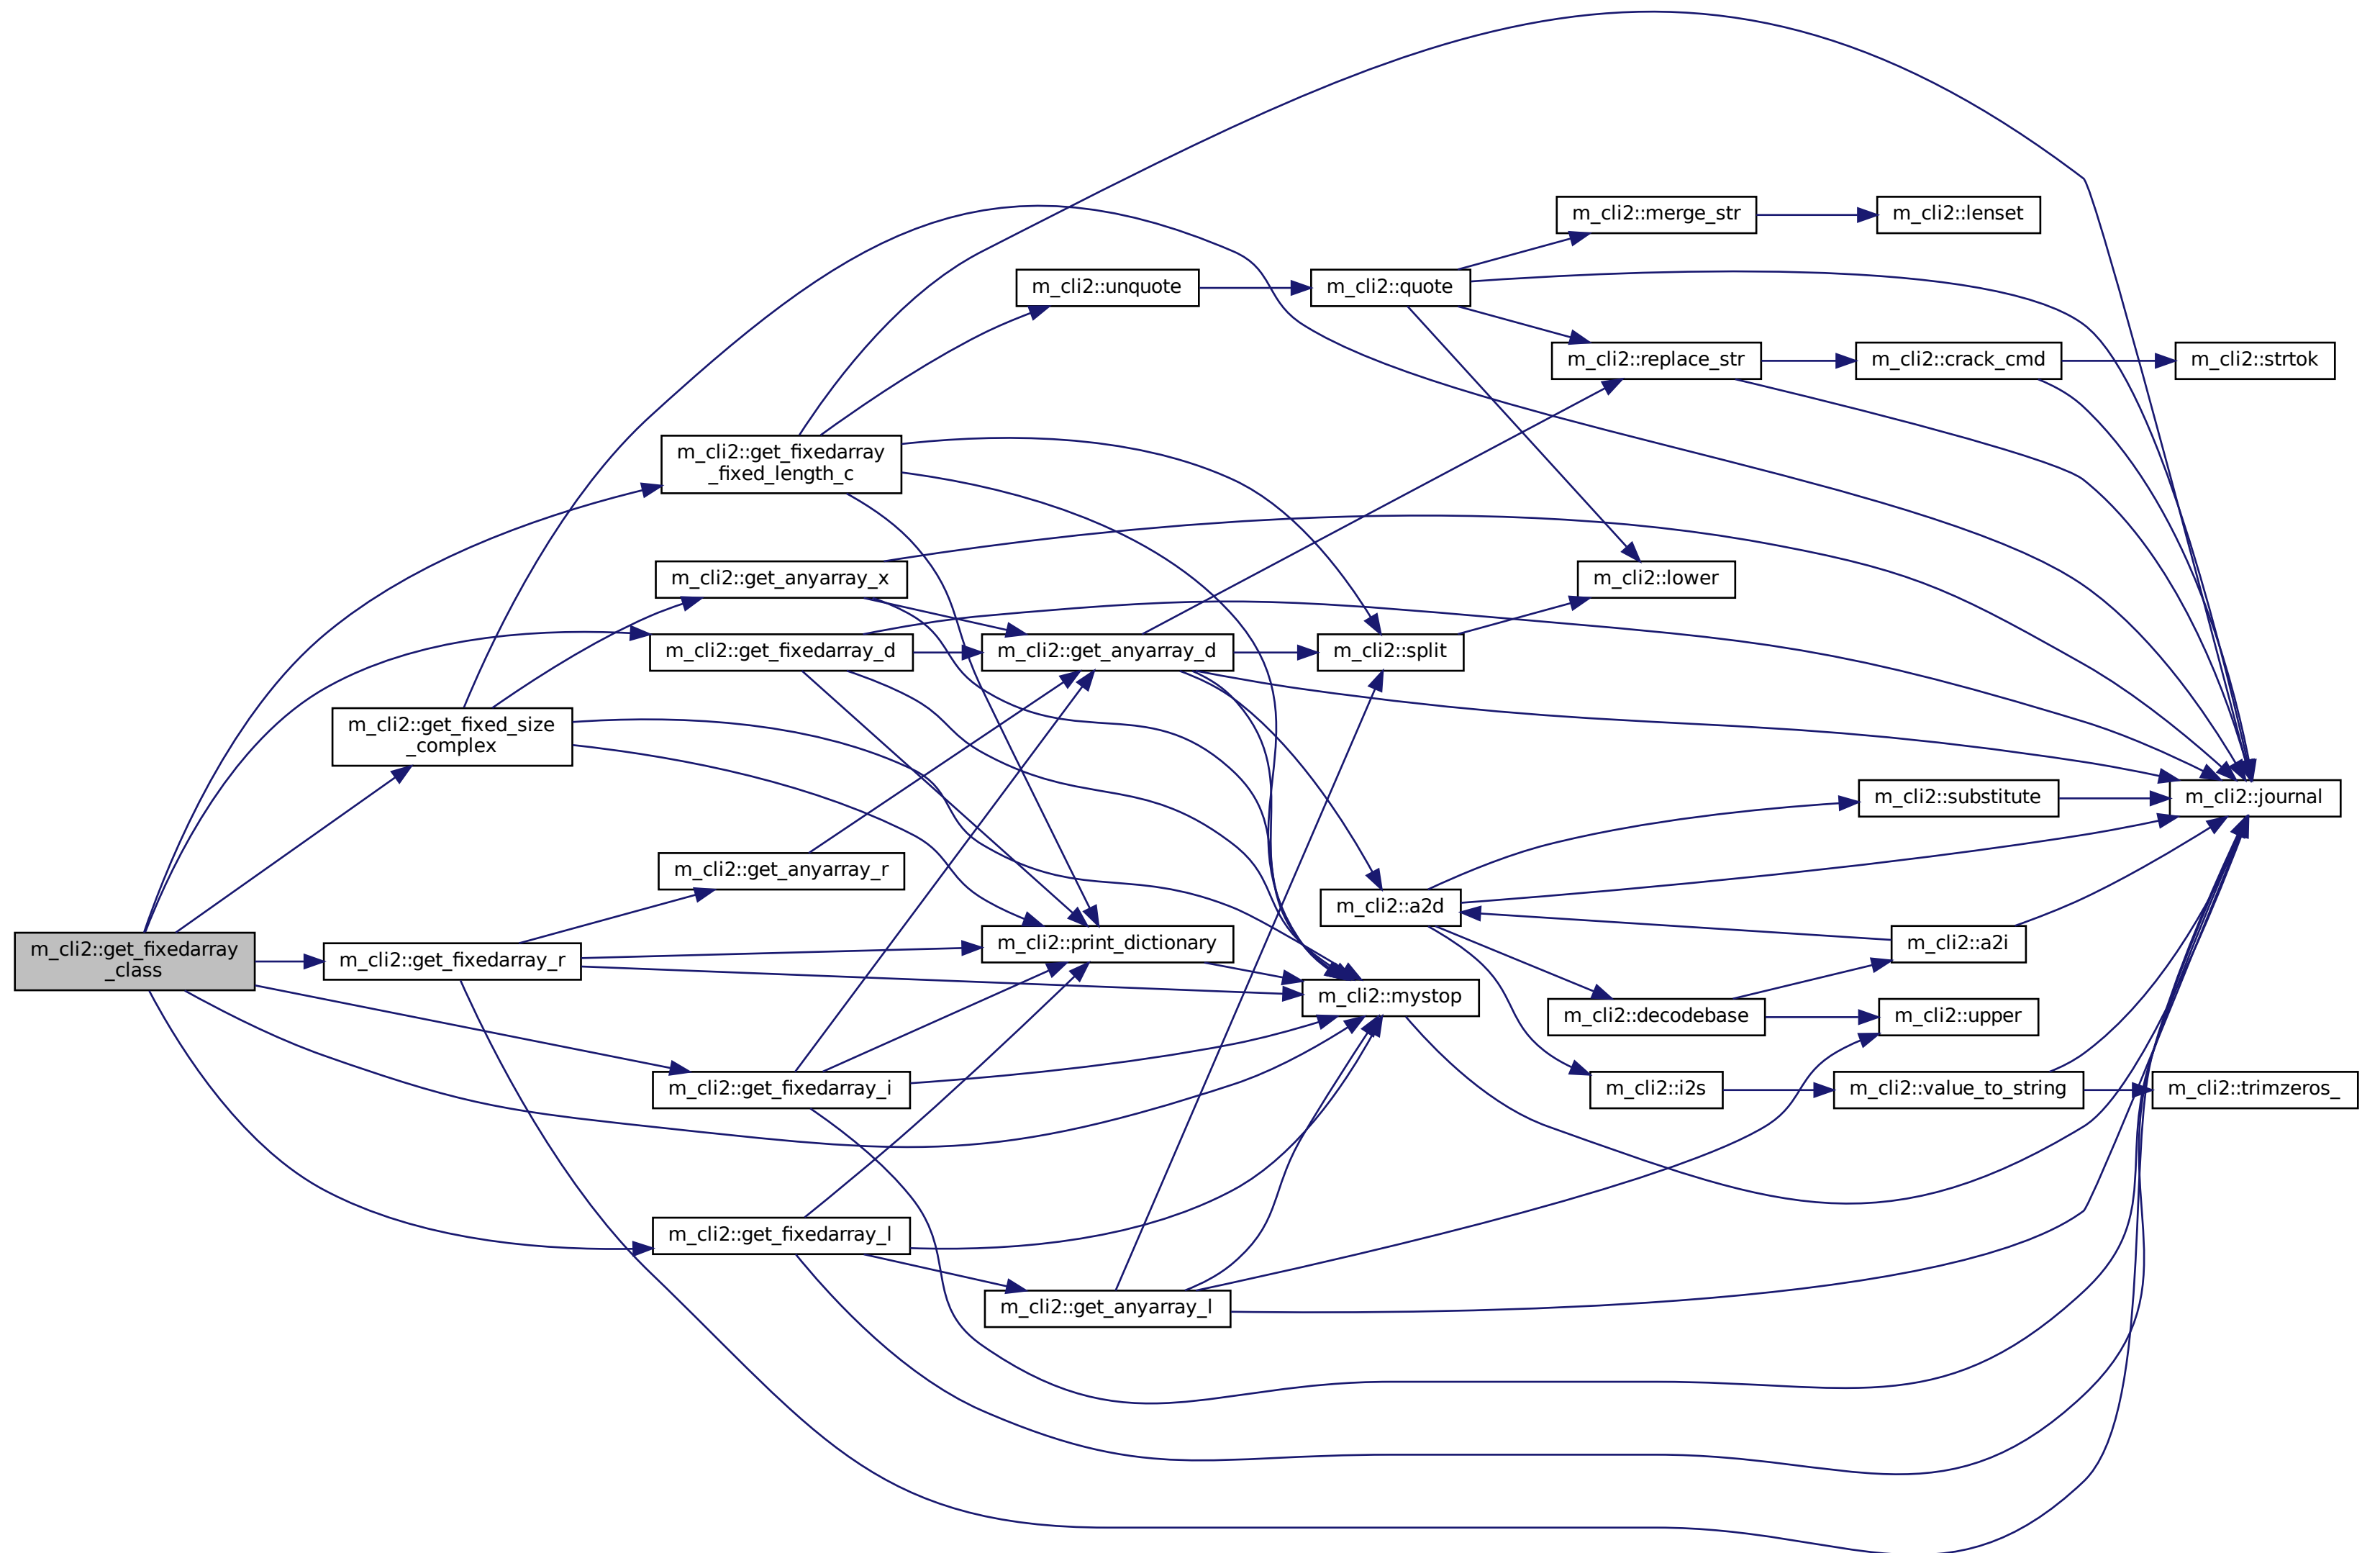 m_cli2::merge_str
m_cli2::lenset
m_cli2::unquote
m_cli2::quote
m_cli2::replace_str
m_cli2::crack_cmd
m_cli2::strtok
m_cli2::get_fixedarray
_fixed_length_c
m_cli2::get_anyarray_x
m_cli2::lower
m_cli2::get_fixedarray_d
m_cli2::get_anyarray_d
m_cli2::split
m_cli2::get_fixed_size
_complex
m_cli2::substitute
m_cli2::journal
m_cli2::get_anyarray_r
m_cli2::a2d
m_cli2::get_fixedarray
_class
m_cli2::get_fixedarray_r
m_cli2::print_dictionary
m_cli2::a2i
m_cli2::mystop
m_cli2::decodebase
m_cli2::upper
m_cli2::get_fixedarray_i
m_cli2::i2s
m_cli2::value_to_string
m_cli2::trimzeros_
m_cli2::get_fixedarray_l
m_cli2::get_anyarray_l